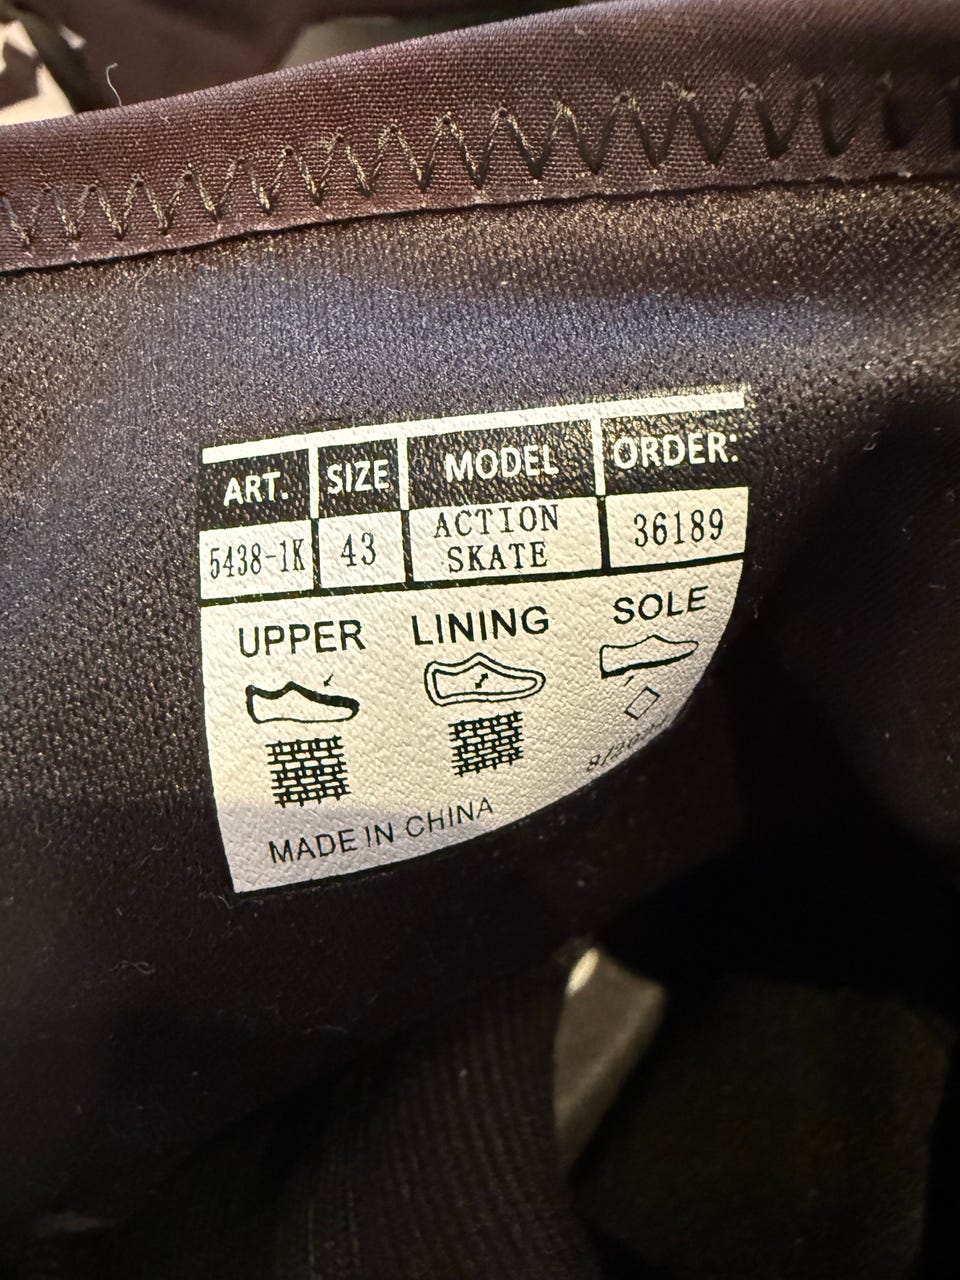 ART. SIZE MODEL ORDER:
5438-1K 43 ACTION SKATE 36189
UPPER LINING SOLE
MADE IN CHINA